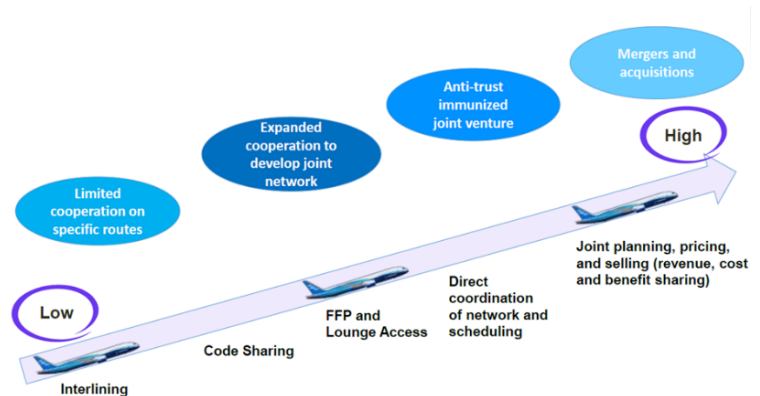 Mergers and
acquisitions
Anti-trust
immunized
joint venture
Expanded
cooperation to
develop joint
network
High
Limited
cooperation on
specific routes
Joint planning, pricing,
and selling (revenue, cost
and benefit sharing)
Direct
coordination
of network and
scheduling
Low
FFP and
Lounge Access
Code Sharing
Interlining